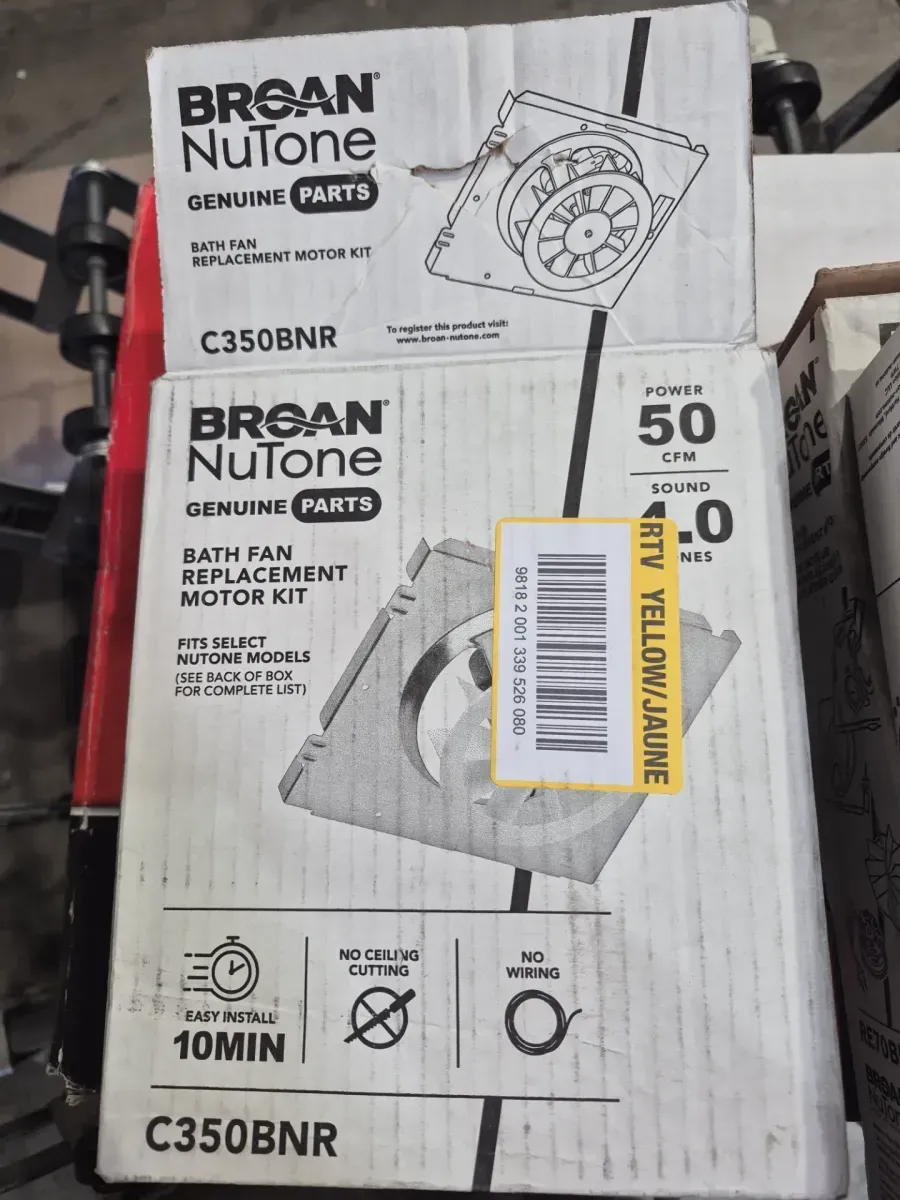 BROAN®
NuTone
GENUINE PARTS
BATH FAN
REPLACEMENT MOTOR KIT
C350BNR
To register this product visit:
www.broan-nutone.com
BROAN®
NuTone
GENUINE PARTS
BATH FAN
REPLACEMENT
MOTOR KIT
FITS SELECT
NUTONE MODELS
(SEE BACK OF BOX
FOR COMPLETE LIST)
POWER
50
CFM
SOUND
.0
NES
RTV YELLOW/JAUNE
9818 2 001 339 526 080
EASY INSTALL
10MIN
NO CEILING
CUTTING
NO
WIRING
C350BNR